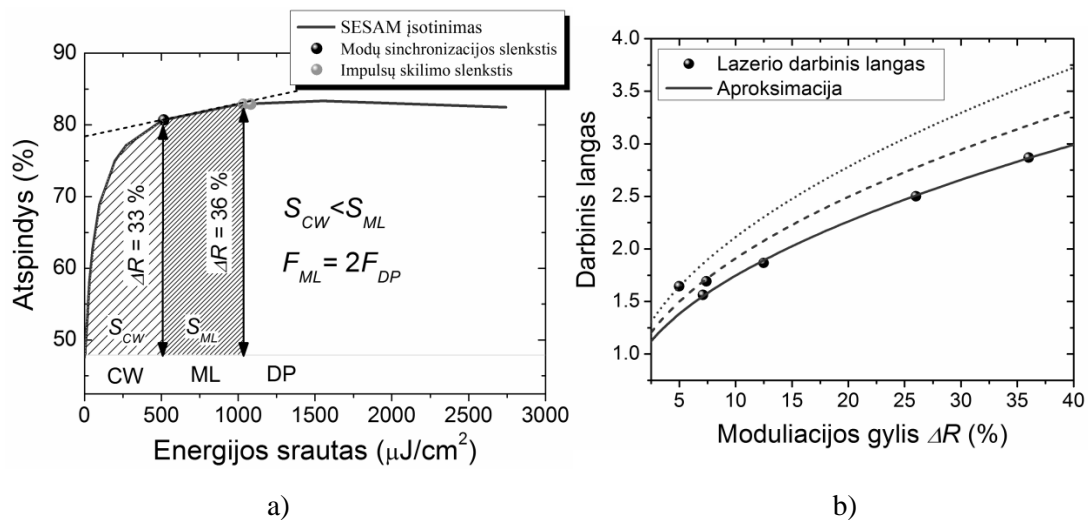 SESAM įsotinimas
Modų sinchronizacijos slenkstis
Impulsų skilimo slenkstis
90
80
70
60
50
Atspindys (%)
ΔR = 33 %
ΔR = 36 %
S_CW<S_ML
F_ML = 2F_DP
S_CW
S_ML
CW
ML
DP
0
500
1000
1500
2000
2500
3000
Energijos srautas (μJ/cm²)
a)
Lazerio darbinis langas
Aproksimacija
4.0
3.5
3.0
2.5
2.0
1.5
1.0
Darbinis langas
5
10
15
20
25
30
35
40
Moduliacijos gylis ΔR (%)
b)